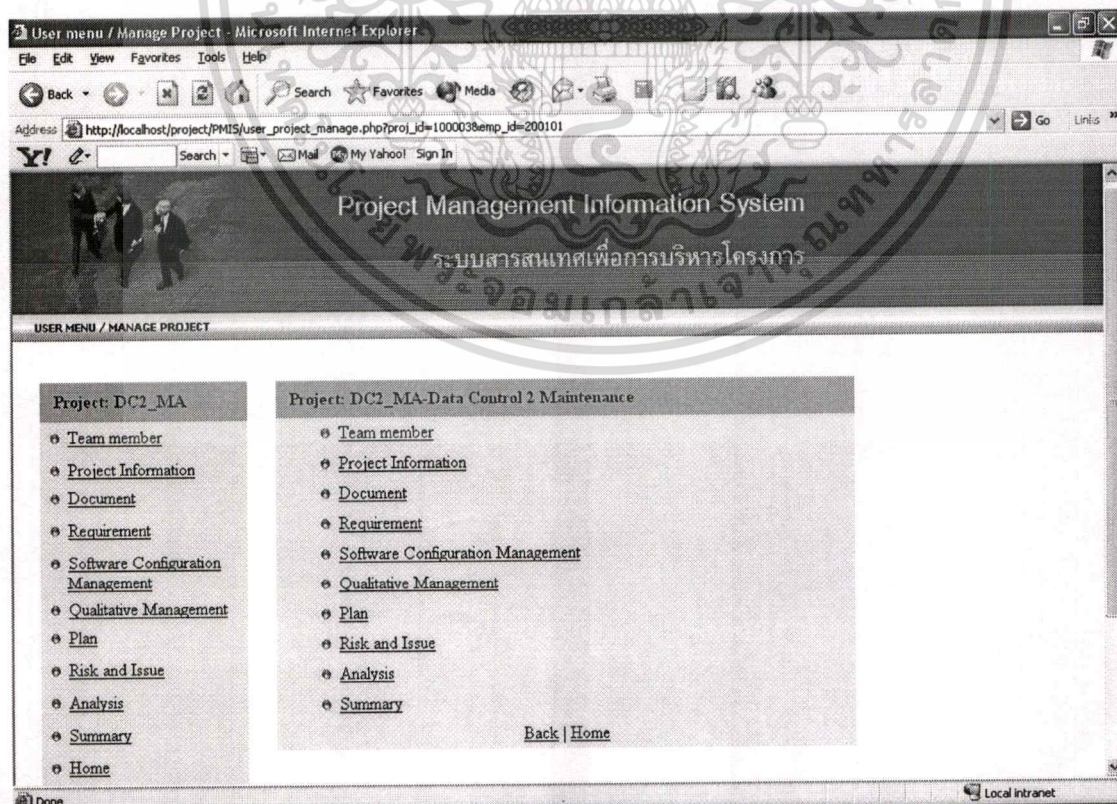 User menu / Manage Project - Microsoft Internet Explorer
File Edit View Favorites Tools Help
Back Search Favorites Media
Address http://localhost/project/PMIS/user_project_manage.php?proj_id=100003&emp_id=200101 Go Links »
Y! Search Mail My Yahoo! Sign In
Project Management Information System
ระบบสารสนเทศเพื่อการบริหารโครงการ
USER MENU / MANAGE PROJECT
Project: DC2_MA
Team member
Project Information
Document
Requirement
Software Configuration
Management
Qualitative Management
Plan
Risk and Issue
Analysis
Summary
Home
Project: DC2_MA-Data Control 2 Maintenance
Team member
Project Information
Document
Requirement
Software Configuration Management
Qualitative Management
Plan
Risk and Issue
Analysis
Summary
Back | Home
Done
Local intranet